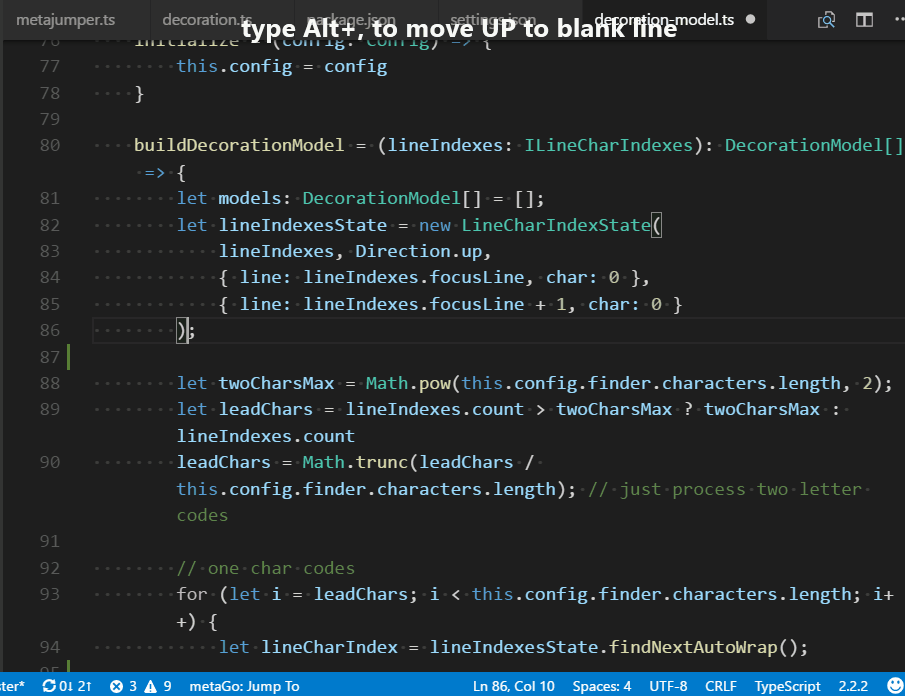 metajumper.ts decoration.ts package.json settings.json decoration-model.ts
type Alt+, to move UP to blank line
76 initialize = (config: Config) => {
77 this.config = config
78 }
79
80 buildDecorationModel = (lineIndexes: ILineCharIndexes): DecorationModel[]
=> {
81 let models: DecorationModel[] = [];
82 let lineIndexesState = new LineCharIndexState(
83 lineIndexes, Direction.up,
84 { line: lineIndexes.focusLine, char: 0 },
85 { line: lineIndexes.focusLine + 1, char: 0 }
86 );
87
88 let twoCharsMax = Math.pow(this.config.finder.characters.length, 2);
89 let leadChars = lineIndexes.count > twoCharsMax ? twoCharsMax :
lineIndexes.count
90 leadChars = Math.trunc(leadChars /
this.config.finder.characters.length); // just process two letter
codes
91
92 // one char codes
93 for (let i = leadChars; i < this.config.finder.characters.length; i+
+) {
94 let lineCharIndex = lineIndexesState.findNextAutoWrap();
95
ster* 0↓ 2↑ 3 9 metaGo: Jump To Ln 86, Col 10 Spaces: 4 UTF-8 CRLF TypeScript 2.2.2